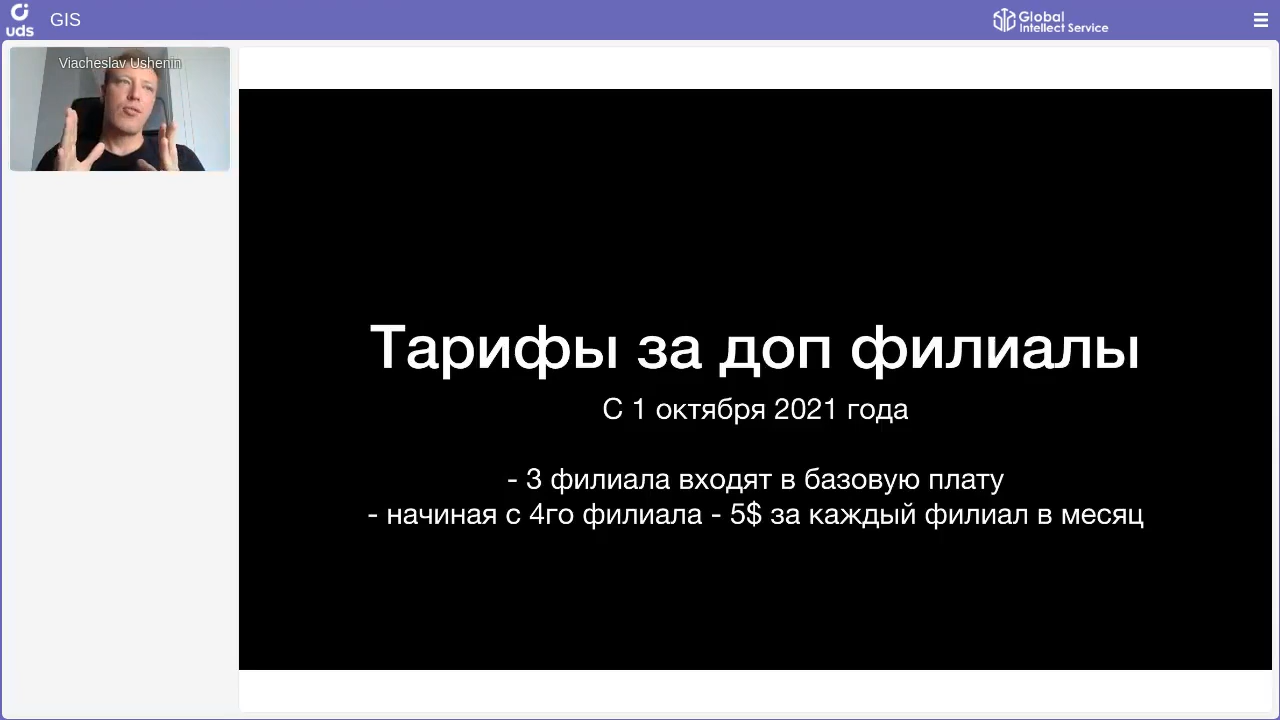 uds
GIS
Global
Intellect Service
Viacheslav Ushenin
Тарифы за доп филиалы
С 1 октября 2021 года
- 3 филиала входят в базовую плату
- начиная с 4го филиала - 5$ за каждый филиал в месяц